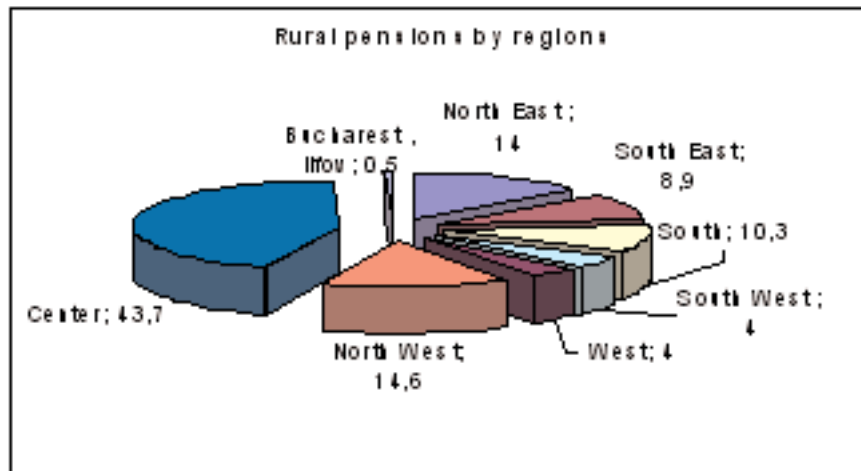 Rural pensions by regions
North East;
14
Bucharest,
Ilfov; 0,5
South East;
8,9
South; 10,3
Center; 43,7
South West;
4
North West;
14,6
West; 4